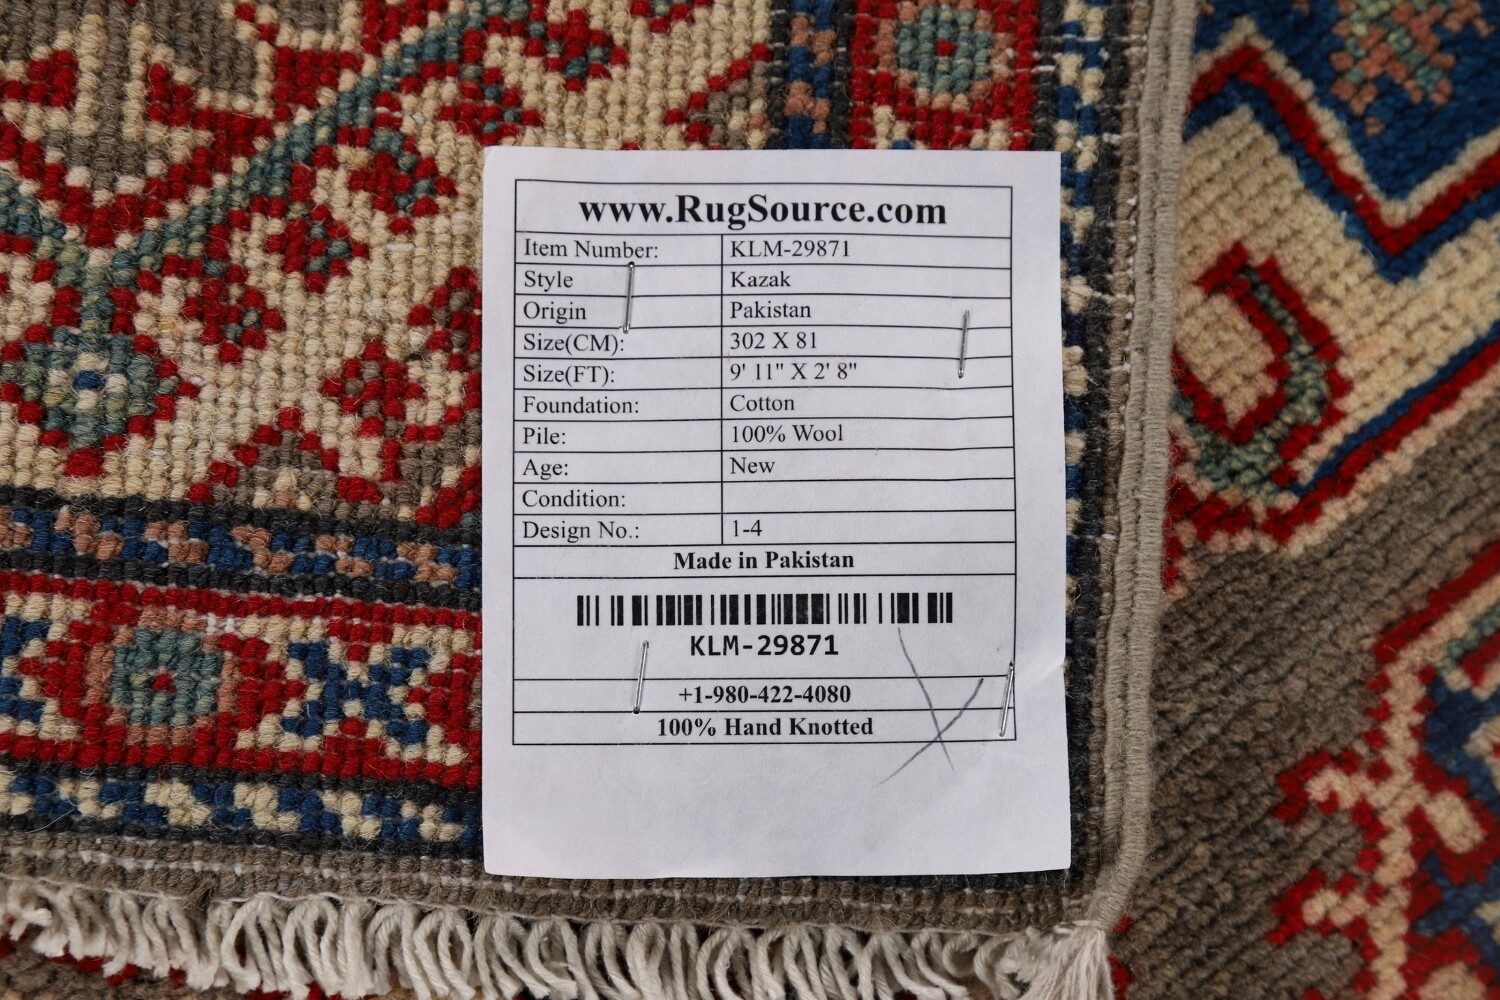 www.RugSource.com
Item Number: KLM-29871
Style Kazak
Origin Pakistan
Size(CM): 302 X 81
Size(FT): 9' 11" X 2' 8"
Foundation: Cotton
Pile: 100% Wool
Age: New
Condition:
Design No.: 1-4
Made in Pakistan
KLM-29871
+1-980-422-4080
100% Hand Knotted